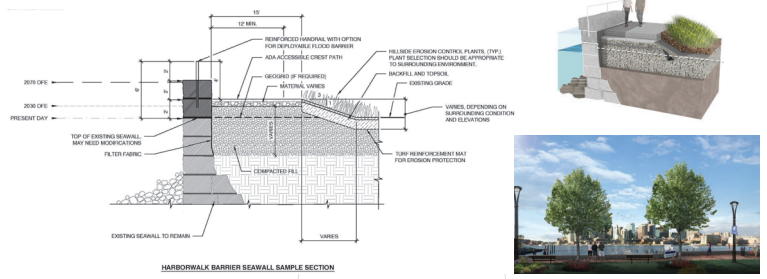 15'
12' MIN.
REINFORCED HANDRAIL WITH OPTION
FOR DEPLOYABLE FLOOD BARRIER
ADA ACCESSIBLE CREST PATH
GEOGRID (IF REQUIRED)
MATERIAL VARIES
HILLSIDE EROSION CONTROL PLANTS, (TYP.)
PLANT SELECTION SHOULD BE APPROPRIATE
TO SURROUNDING ENVIRONMENT.
BACKFILL AND TOPSOIL
EXISTING GRADE
3
1
2070 DFE
2030 DFE
PRESENT DAY
VARIES, DEPENDING ON
SURROUNDING CONDITION
AND ELEVATIONS
TOP OF EXISTING SEAWALL,
MAY NEED MODIFICATIONS
FILTER FABRIC
VARIES
TURF REINFORCEMENT MAT
FOR EROSION PROTECTION
COMPACTED FILL
EXISTING SEAWALL TO REMAIN
VARIES
HARBORWALK BARRIER SEAWALL SAMPLE SECTION